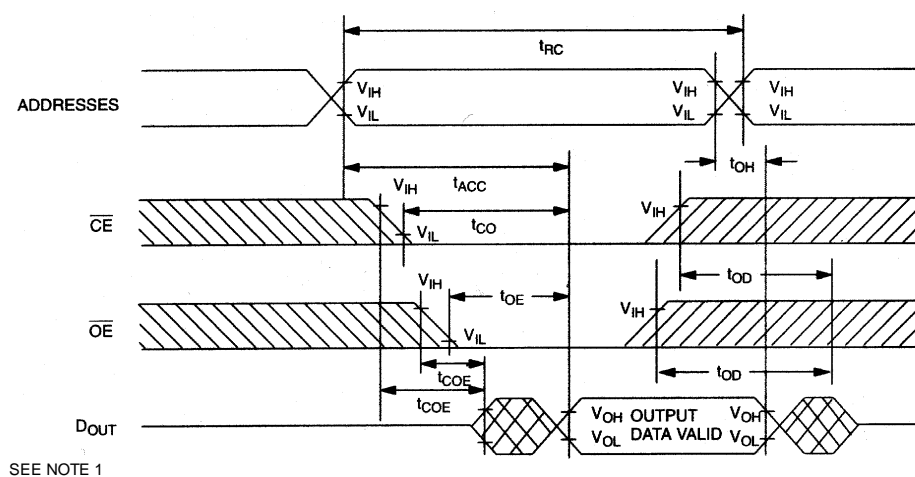 tRC
ADDRESSES
VIH
VIL
VIH
VIL
VIH
VIL
tOH
tACC
CE
VIH
VIL
tCO
VIH
tOD
OE
VIH
VIL
tOE
VIH
tCOE
tCOE
tOD
DOUT
VOH OUTPUT
VOL DATA VALID
VOH
VOL
SEE NOTE 1